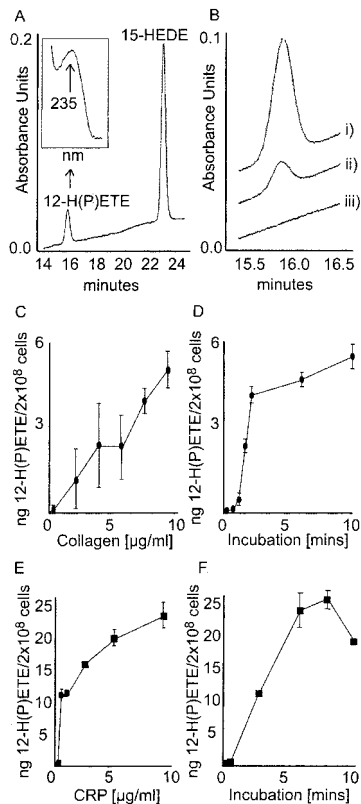 A
0.2
Absorbance Units
0.0
235
nm
12-H(P)ETE
15-HEDE
14 16 18 20 22 24
minutes
B
0.1
Absorbance Units
0.0
i)
ii)
iii)
15.5 16.0 16.5
minutes
C
ng 12-H(P)ETE/2x10⁸ cells
6
3
0 5 10
Collagen [µg/ml]
D
ng 12-H(P)ETE/2x10⁸ cells
6
3
0 5 10
Incubation [mins]
E
ng 12-H(P)ETE/2x10⁸ cells
25
20
15
10
5
0 5 10
CRP [µg/ml]
F
ng 12-H(P)ETE/2x10⁸ cells
25
20
15
10
5
0 5 10
Incubation [mins]